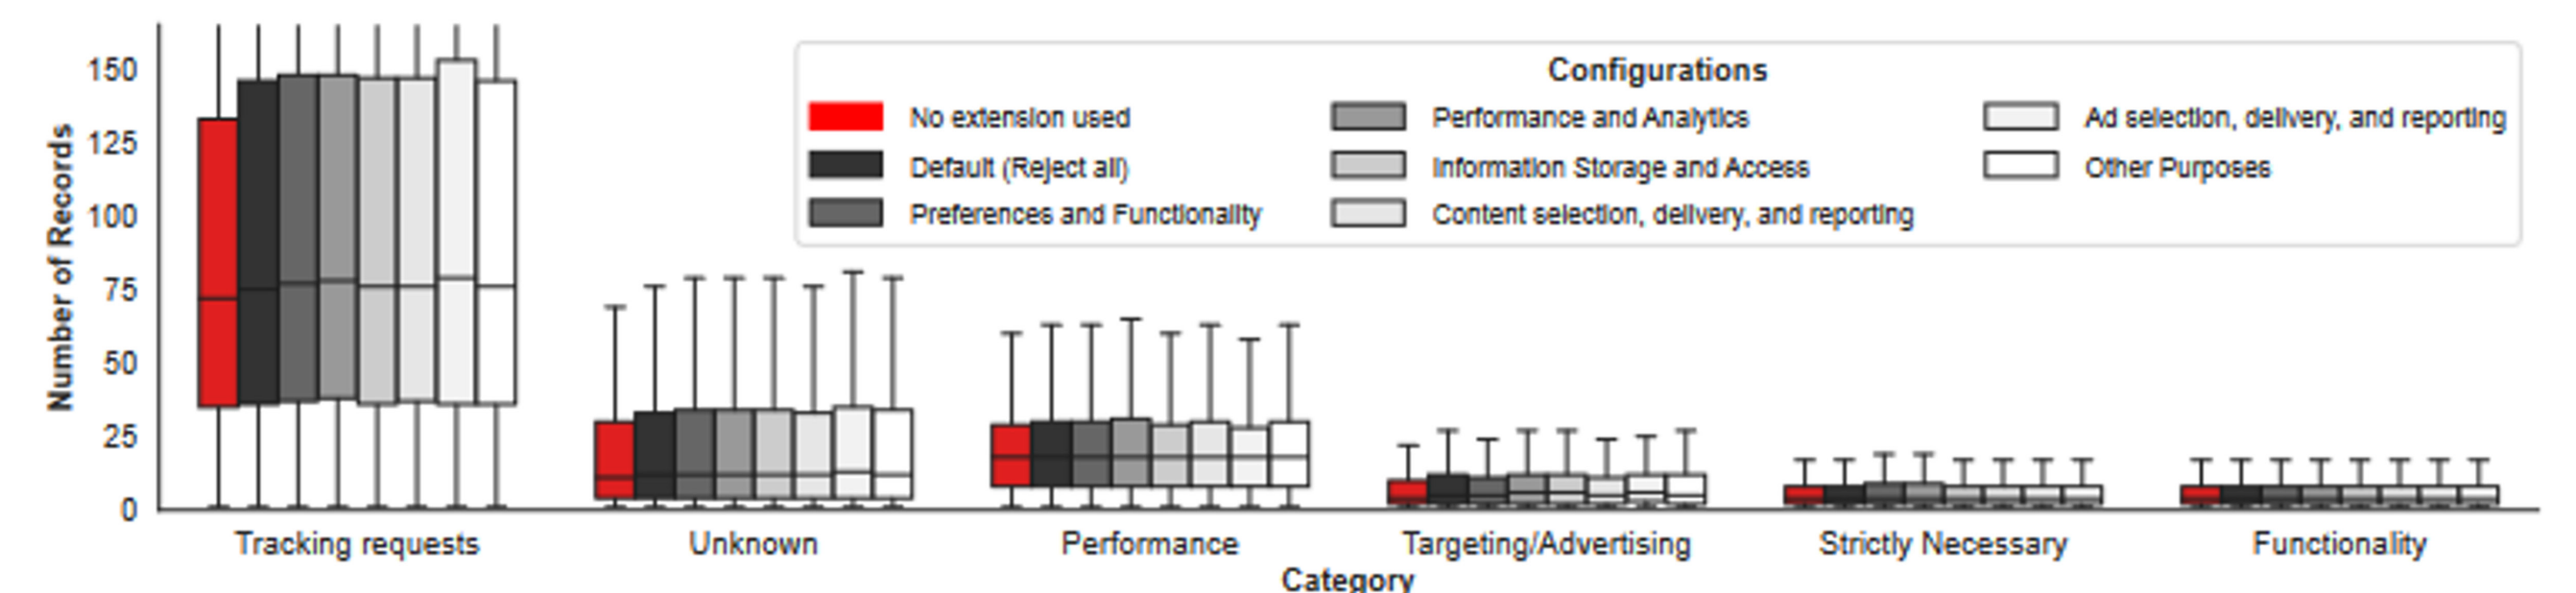 Configurations
No extension used
Default (Reject all)
Preferences and Functionality
Performance and Analytics
Information Storage and Access
Content selection, delivery, and reporting
Ad selection, delivery, and reporting
Other Purposes
Number of Records
150
125
100
75
50
25
0
Tracking requests
Unknown
Performance
Targeting/Advertising
Strictly Necessary
Functionality
Category